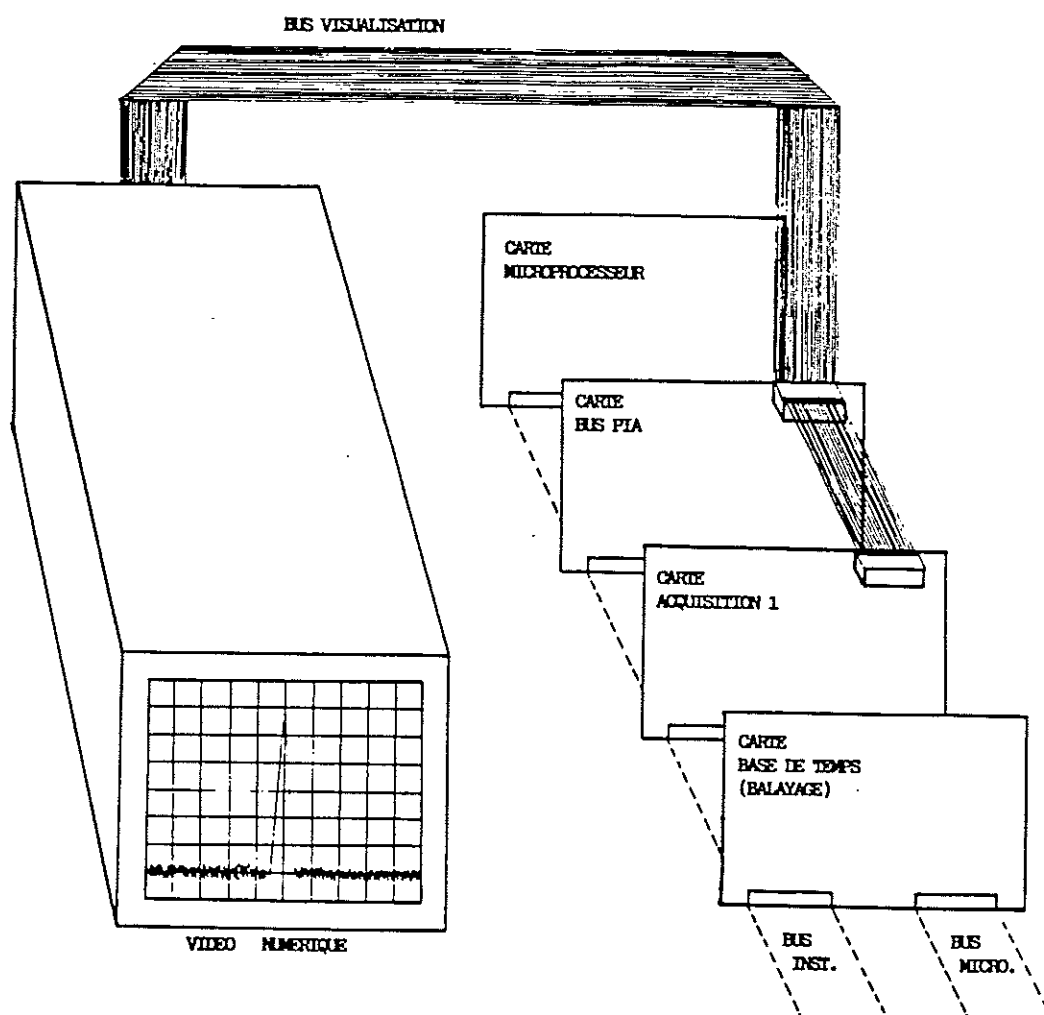 BUS VISUALISATION
CARTE
MICROPROCESSEUR
CARTE
BUS PIA
CARTE
ACQUISITION 1
CARTE
BASE DE TEMPS
(BALAYAGE)
BUS
INST.
BUS
MICRO.
VIDEO NUMERIQUE